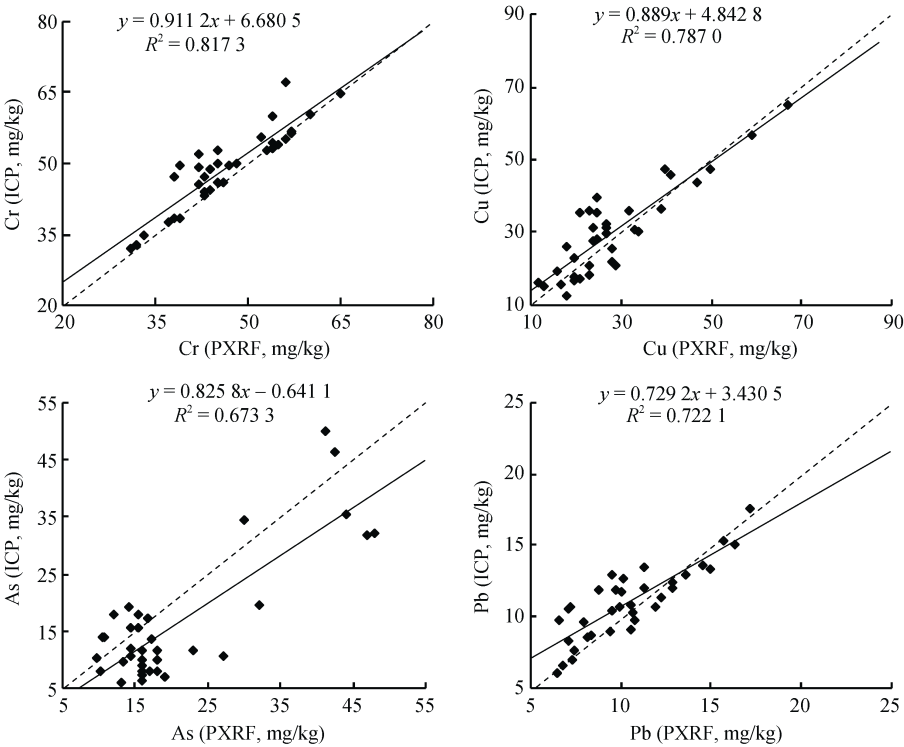 y = 0.911 2x + 6.680 5
R² = 0.817 3
80
65
50
35
20
20 35 50 65 80
Cr (ICP, mg/kg)
Cr (PXRF, mg/kg)
y = 0.889x + 4.842 8
R² = 0.787 0
90
70
50
30
10
10 30 50 70 90
Cu (ICP, mg/kg)
Cu (PXRF, mg/kg)
y = 0.825 8x − 0.641 1
R² = 0.673 3
55
45
35
25
15
5
5 15 25 35 45 55
As (ICP, mg/kg)
As (PXRF, mg/kg)
y = 0.729 2x + 3.430 5
R² = 0.722 1
25
20
15
10
5
5 10 15 20 25
Pb (ICP, mg/kg)
Pb (PXRF, mg/kg)